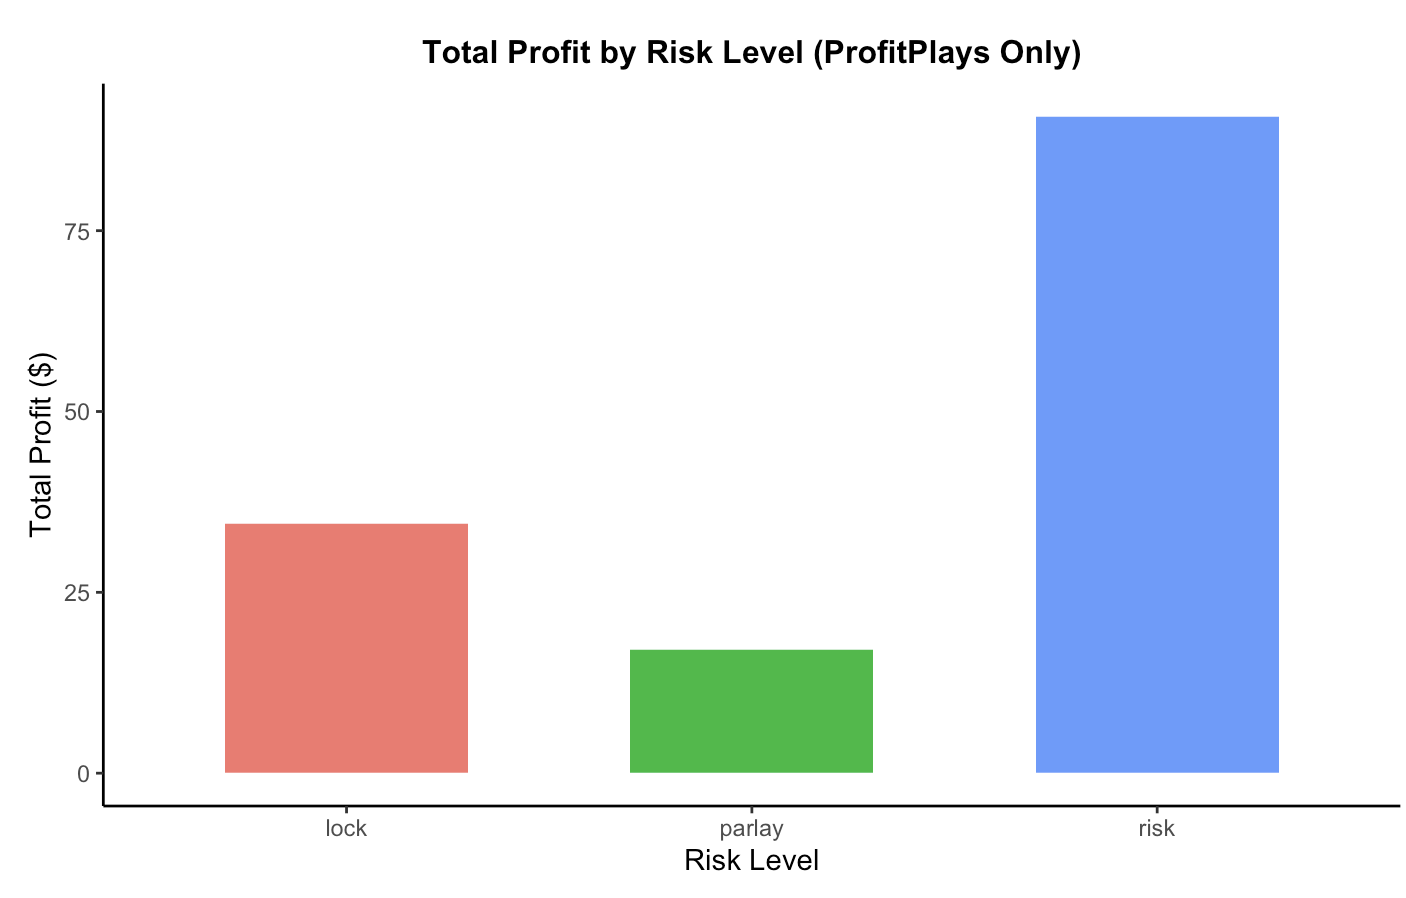 Total Profit by Risk Level (ProfitPlays Only)
Total Profit ($)
75
50
25
0
lock
parlay
risk
Risk Level